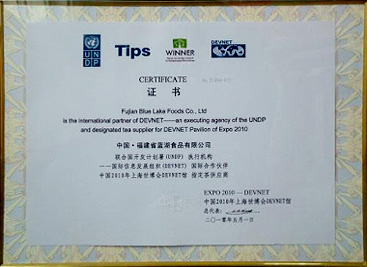 U N
D P
Tips
WINNER
DEVNET
CERTIFICATE
证 书
Fujian Blue Lake Foods Co., Ltd
is the international partner of DEVNET——an executing agency of the UNDP
and designated tea supplier for DEVNET Pavilion of Expo 2010
中国·福建省蓝湖食品有限公司
联合国开发计划署(UNDP) 执行机构
——国际信息发展组织(DEVNET) 国际合作伙伴
中国2010年上海世博会DEVNET馆 指定茶供应商
EXPO 2010 — DEVNET
中国2010年上海世博会DEVNET馆
总代表:
二〇一〇年五月一日